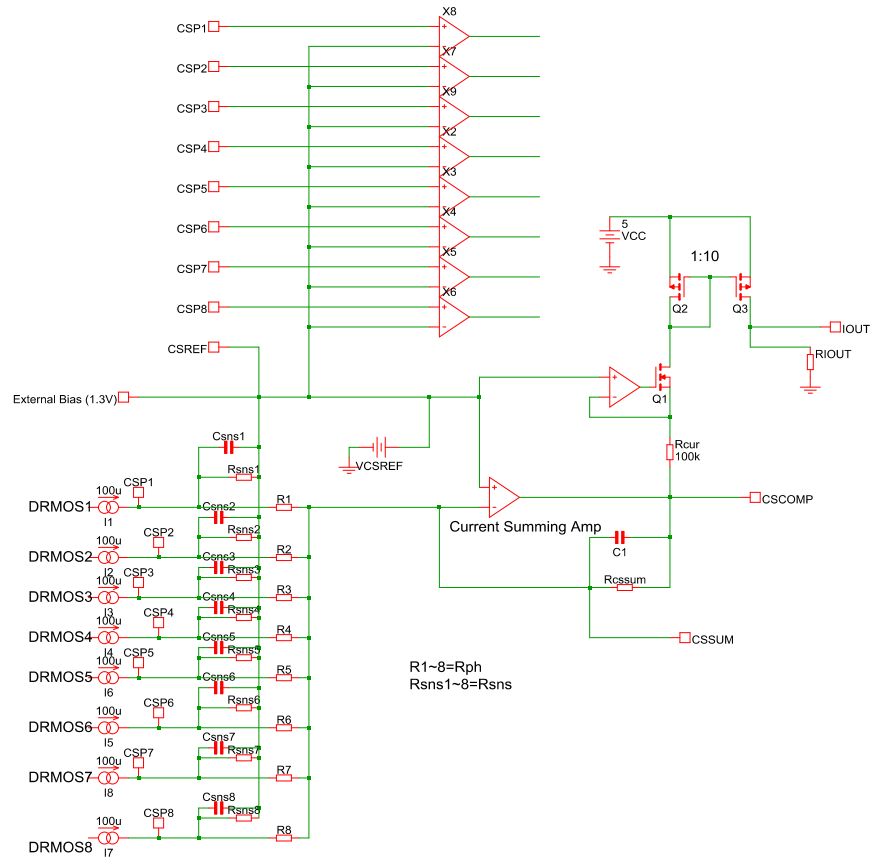 X8
CSP1
X7
CSP2
X9
CSP3
X2
CSP4
X3
CSP5
X4
CSP6
X5
CSP7
X6
CSP8
5
VCC
1:10
Q2
Q3
IOUT
RIOUT
CSREF
Q1
External Bias (1.3V)
Rcur
100k
VCSREF
Csns1
Rsns1
CSP1
100u
DRMOS1
I1
R1
Csns2
Rsns2
CSP2
100u
DRMOS2
I2
R2
Csns3
Rsns3
CSP3
100u
DRMOS3
I3
R3
Csns4
Rsns4
CSP4
100u
DRMOS4
I4
R4
Csns5
Rsns5
CSP5
100u
DRMOS5
I6
R5
Csns6
Rsns6
CSP6
100u
DRMOS6
I5
R6
Csns7
Rsns7
CSP7
100u
DRMOS7
I8
R7
Csns8
Rsns8
CSP8
100u
DRMOS8
I7
R8
Current Summing Amp
CSCOMP
C1
Rcssum
CSSUM
R1~8=Rph
Rsns1~8=Rsns